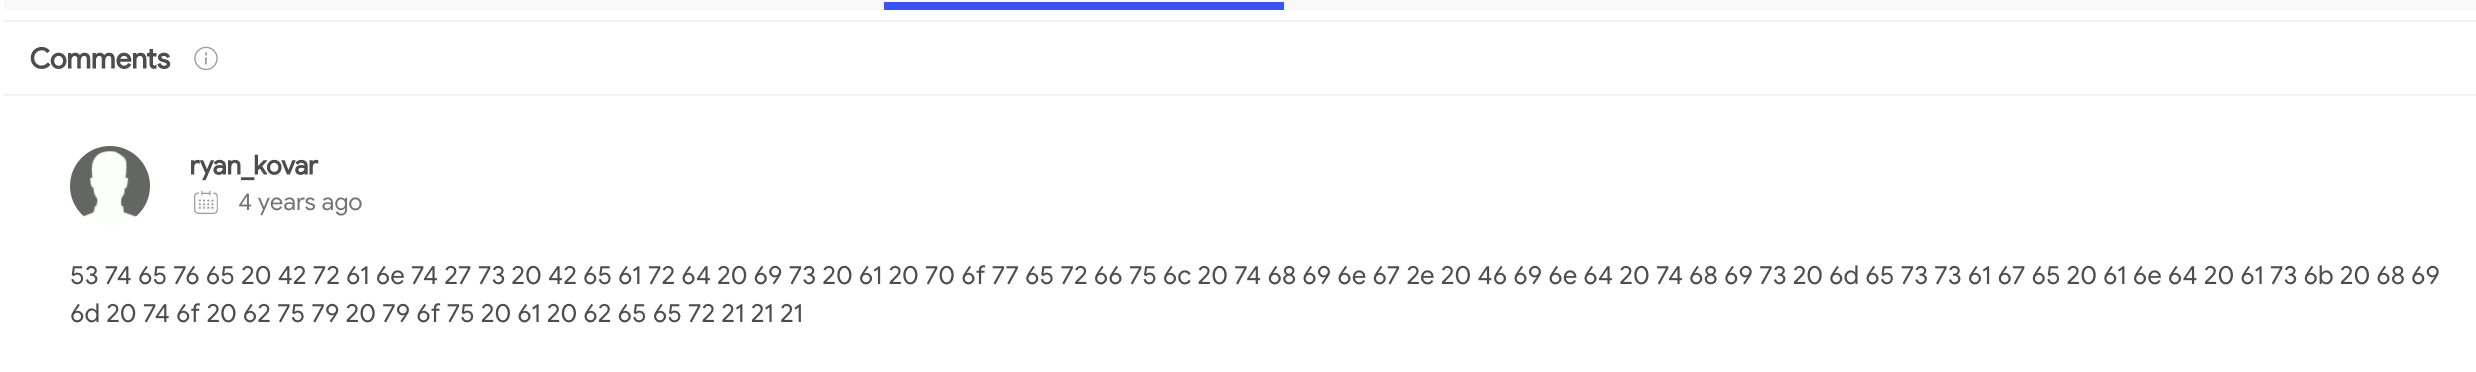 Comments
ryan_kovar
4 years ago
53 74 65 76 65 20 42 72 61 6e 74 27 73 20 42 65 61 72 64 20 69 73 20 61 20 70 6f 77 65 72 66 75 6c 20 74 68 69 6e 67 2e 20 46 69 6e 64 20 74 68 69 73 20 6d 65 73 73 61 67 65 20 61 6e 64 20 61 73 6b 20 68 69
6d 20 74 6f 20 62 75 79 20 79 6f 75 20 61 20 62 65 65 72 21 21 21